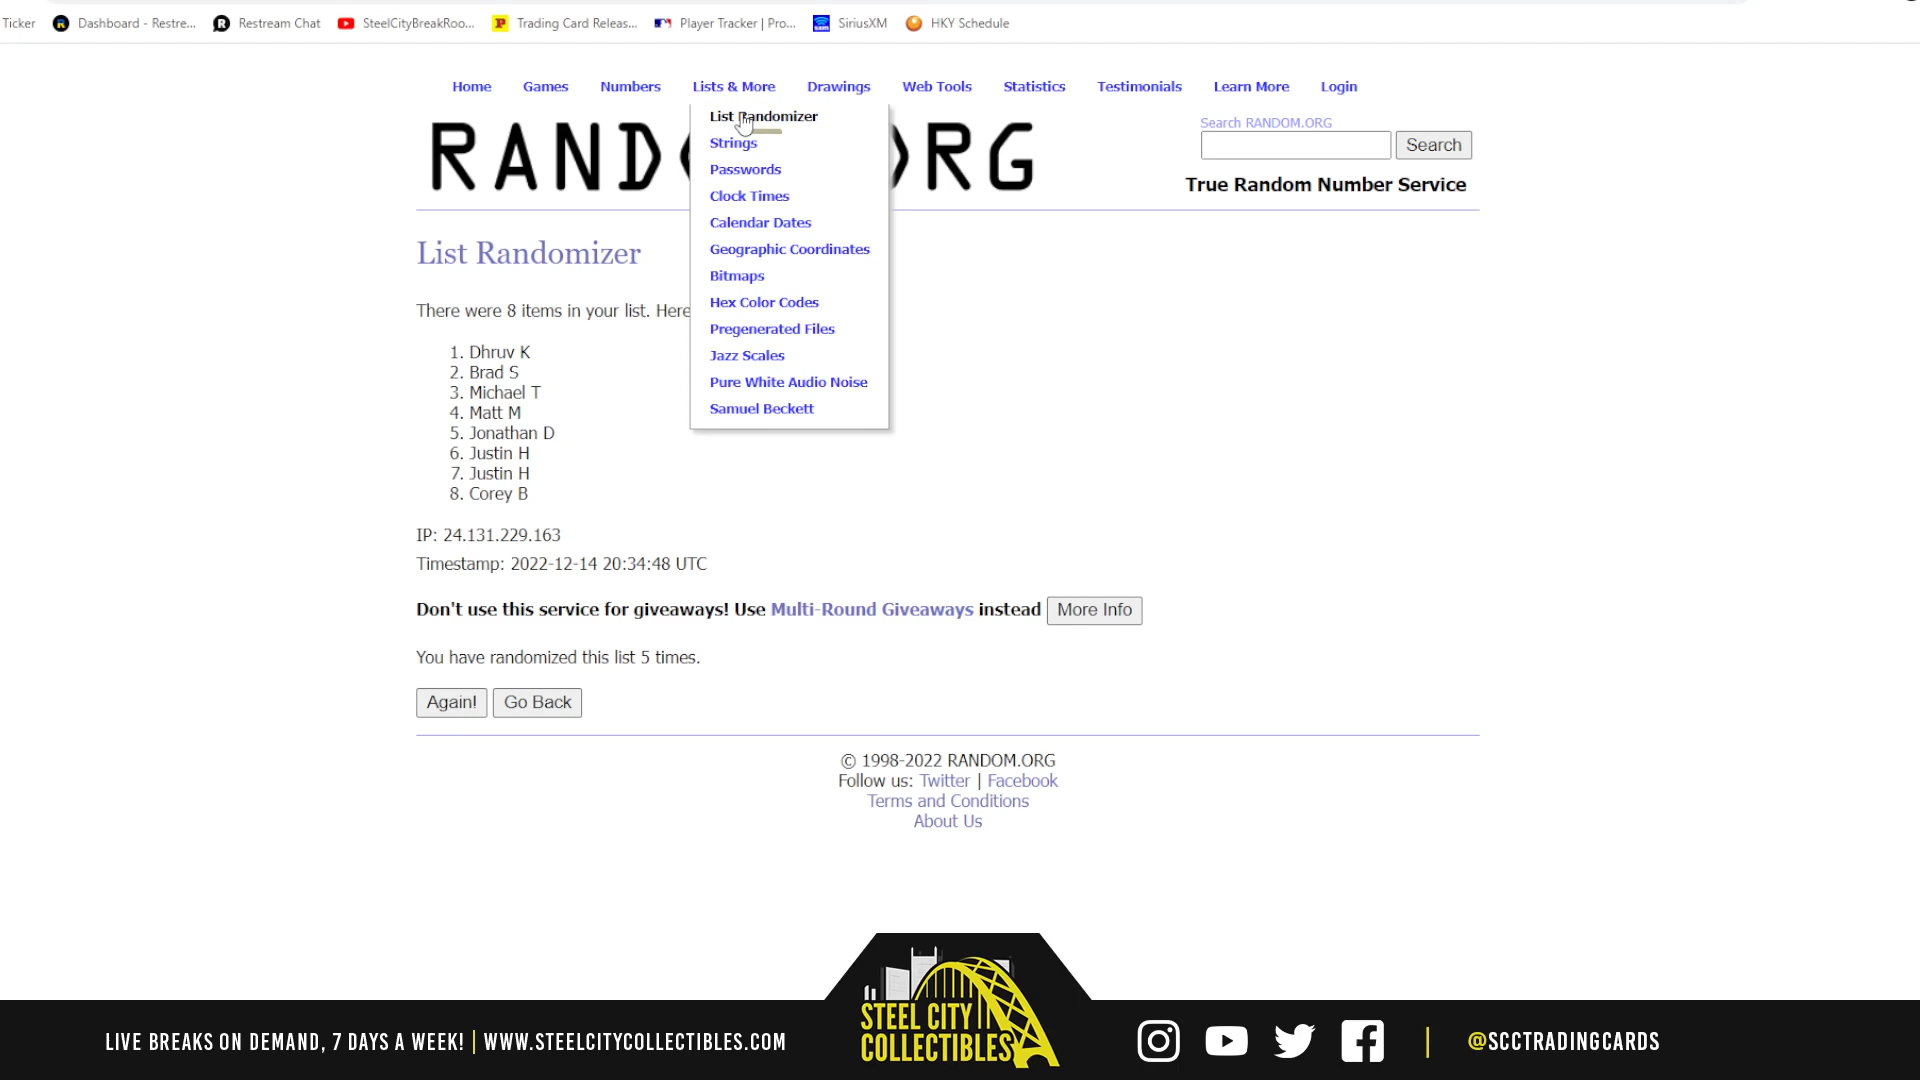 Ticker Dashboard - Restre... Restream Chat SteelCityBreakRoo... Trading Card Releas... Player Tracker | Pro... SiriusXM HKY Schedule
Home Games Numbers Lists & More Drawings Web Tools Statistics Testimonials Learn More Login
List Randomizer
Strings
Passwords
Clock Times
Calendar Dates
Geographic Coordinates
Bitmaps
Hex Color Codes
Pregenerated Files
Jazz Scales
Pure White Audio Noise
Samuel Beckett
Search RANDOM.ORG
Search
True Random Number Service
List Randomizer
There were 8 items in your list. Here
1. Dhruv K
2. Brad S
3. Michael T
4. Matt M
5. Jonathan D
6. Justin H
7. Justin H
8. Corey B
IP: 24.131.229.163
Timestamp: 2022-12-14 20:34:48 UTC
Don't use this service for giveaways! Use Multi-Round Giveaways instead More Info
You have randomized this list 5 times.
Again! Go Back
© 1998-2022 RANDOM.ORG
Follow us: Twitter | Facebook
Terms and Conditions
About Us
LIVE BREAKS ON DEMAND, 7 DAYS A WEEK! | WWW.STEELCITYCOLLECTIBLES.COM
STEEL CITY
COLLECTIBLES
@SCCTRADINGCARDS